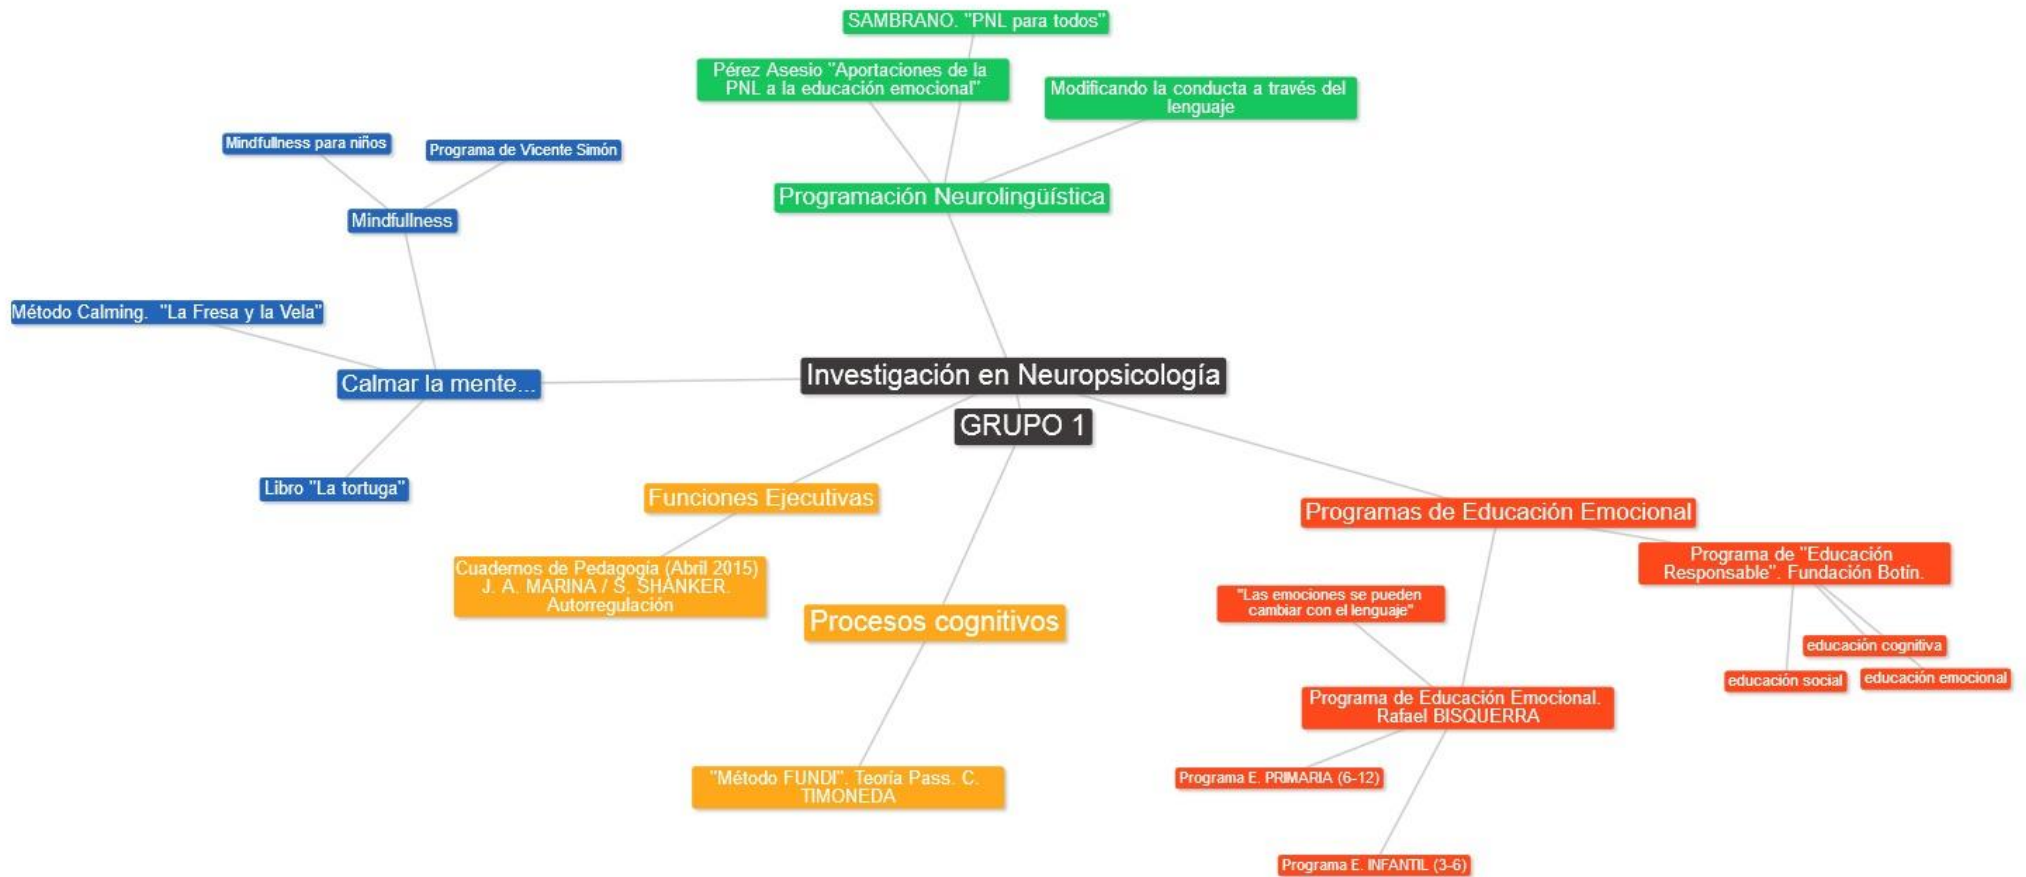 SAMBRANO. "PNL para todos"
Pérez Asesio "Aportaciones de la
PNL a la educación emocional"
Modificando la conducta a través del
lenguaje
Programación Neurolingüística
Mindfullness para niños
Programa de Vicente Simón
Mindfullness
Método Calming. "La Fresa y la Vela"
Calmar la mente...
Libro "La tortuga"
Investigación en Neuropsicología
GRUPO 1
Funciones Ejecutivas
Cuadernos de Pedagogía (Abril 2015)
J. A. MARINA / S. SHANKER.
Autorregulación
Procesos cognitivos
"Método FUNDI". Teoría Pass. C.
TIMONEDA
Programas de Educación Emocional
Programa de "Educación
Responsable". Fundación Botín.
educación cognitiva
educación social
educación emocional
"Las emociones se pueden
cambiar con el lenguaje"
Programa de Educación Emocional.
Rafael BISQUERRA
Programa E. PRIMARIA (6-12)
Programa E. INFANTIL (3-6)